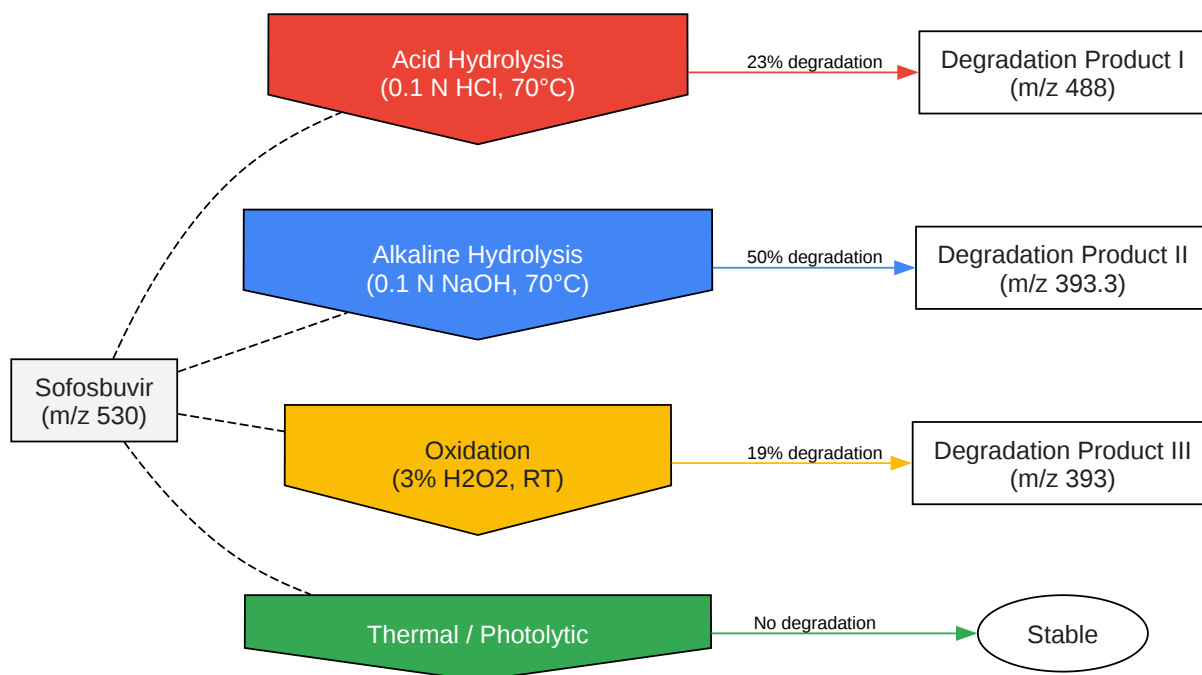 Acid Hydrolysis
(0.1 N HCl, 70°C)
23% degradation
Degradation Product I
(m/z 488)
Alkaline Hydrolysis
(0.1 N NaOH, 70°C)
50% degradation
Degradation Product II
(m/z 393.3)
Sofosbuvir
(m/z 530)
Oxidation
(3% H2O2, RT)
19% degradation
Degradation Product III
(m/z 393)
Thermal / Photolytic
No degradation
Stable